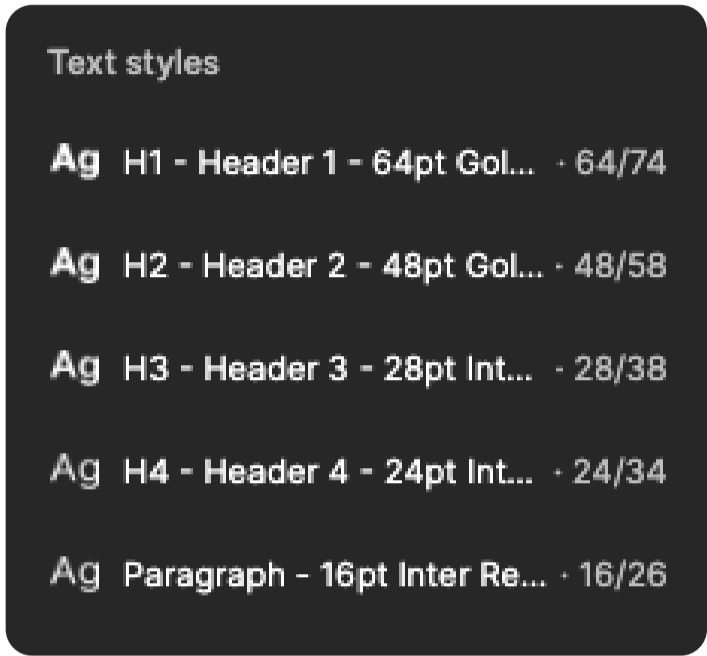 Text styles
Ag H1 - Header 1 - 64pt Gol... · 64/74
Ag H2 - Header 2 - 48pt Gol... · 48/58
Ag H3 - Header 3 - 28pt Int... · 28/38
Ag H4 - Header 4 - 24pt Int... · 24/34
Ag Paragraph - 16pt Inter Re... · 16/26